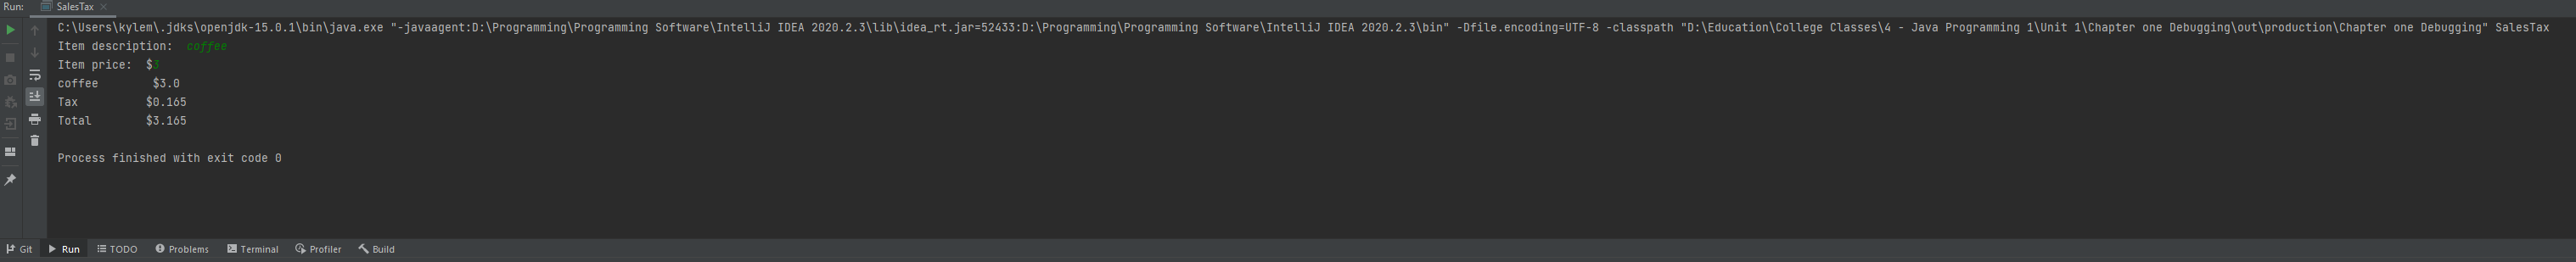 Run: SalesTax
C:\Users\kylem\.jdks\openjdk-15.0.1\bin\java.exe "-javaagent:D:\Programming\Programming Software\IntelliJ IDEA 2020.2.3\lib\idea_rt.jar=52433:D:\Programming\Programming Software\IntelliJ IDEA 2020.2.3\bin" -Dfile.encoding=UTF-8 -classpath "D:\Education\College Classes\4 - Java Programming 1\Unit 1\Chapter one Debugging\out\production\Chapter one Debugging" SalesTax
Item description:  coffee
Item price:  $3
coffee        $3.0
Tax          $0.165
Total        $3.165
Process finished with exit code 0
Git Run TODO Problems Terminal Profiler Build